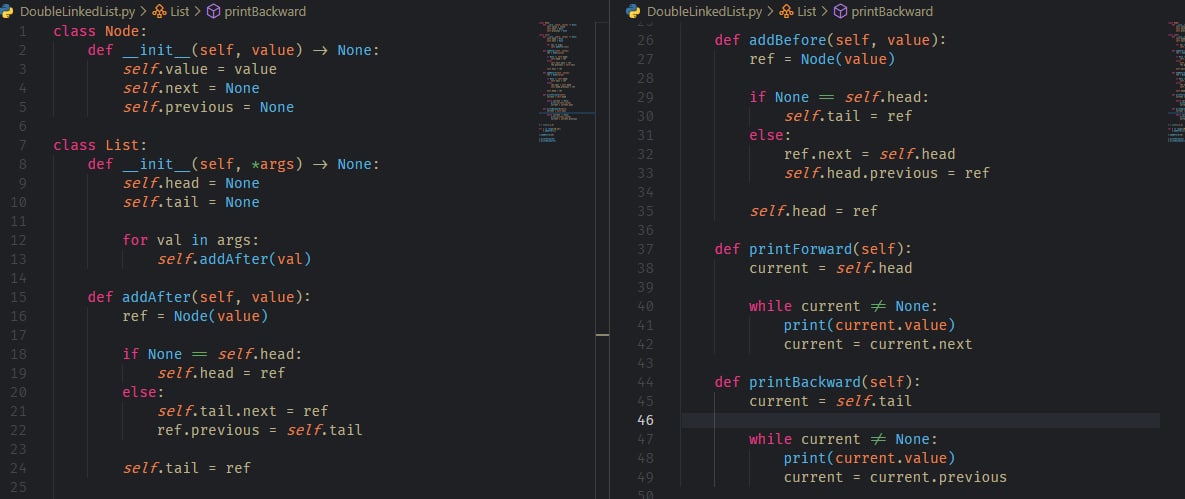 DoubleLinkedList.py > List > printBackward
1 class Node:
2     def __init__(self, value) -> None:
3         self.value = value
4         self.next = None
5         self.previous = None
6
7 class List:
8     def __init__(self, *args) -> None:
9         self.head = None
10         self.tail = None
11
12         for val in args:
13             self.addAfter(val)
14
15     def addAfter(self, value):
16         ref = Node(value)
17
18         if None == self.head:
19             self.head = ref
20         else:
21             self.tail.next = ref
22             ref.previous = self.tail
23
24         self.tail = ref
25
DoubleLinkedList.py > List > printBackward
25
26     def addBefore(self, value):
27         ref = Node(value)
28
29         if None == self.head:
30             self.tail = ref
31         else:
32             ref.next = self.head
33             self.head.previous = ref
34
35         self.head = ref
36
37     def printForward(self):
38         current = self.head
39
40         while current != None:
41             print(current.value)
42             current = current.next
43
44     def printBackward(self):
45         current = self.tail
46
47         while current != None:
48             print(current.value)
49             current = current.previous
50